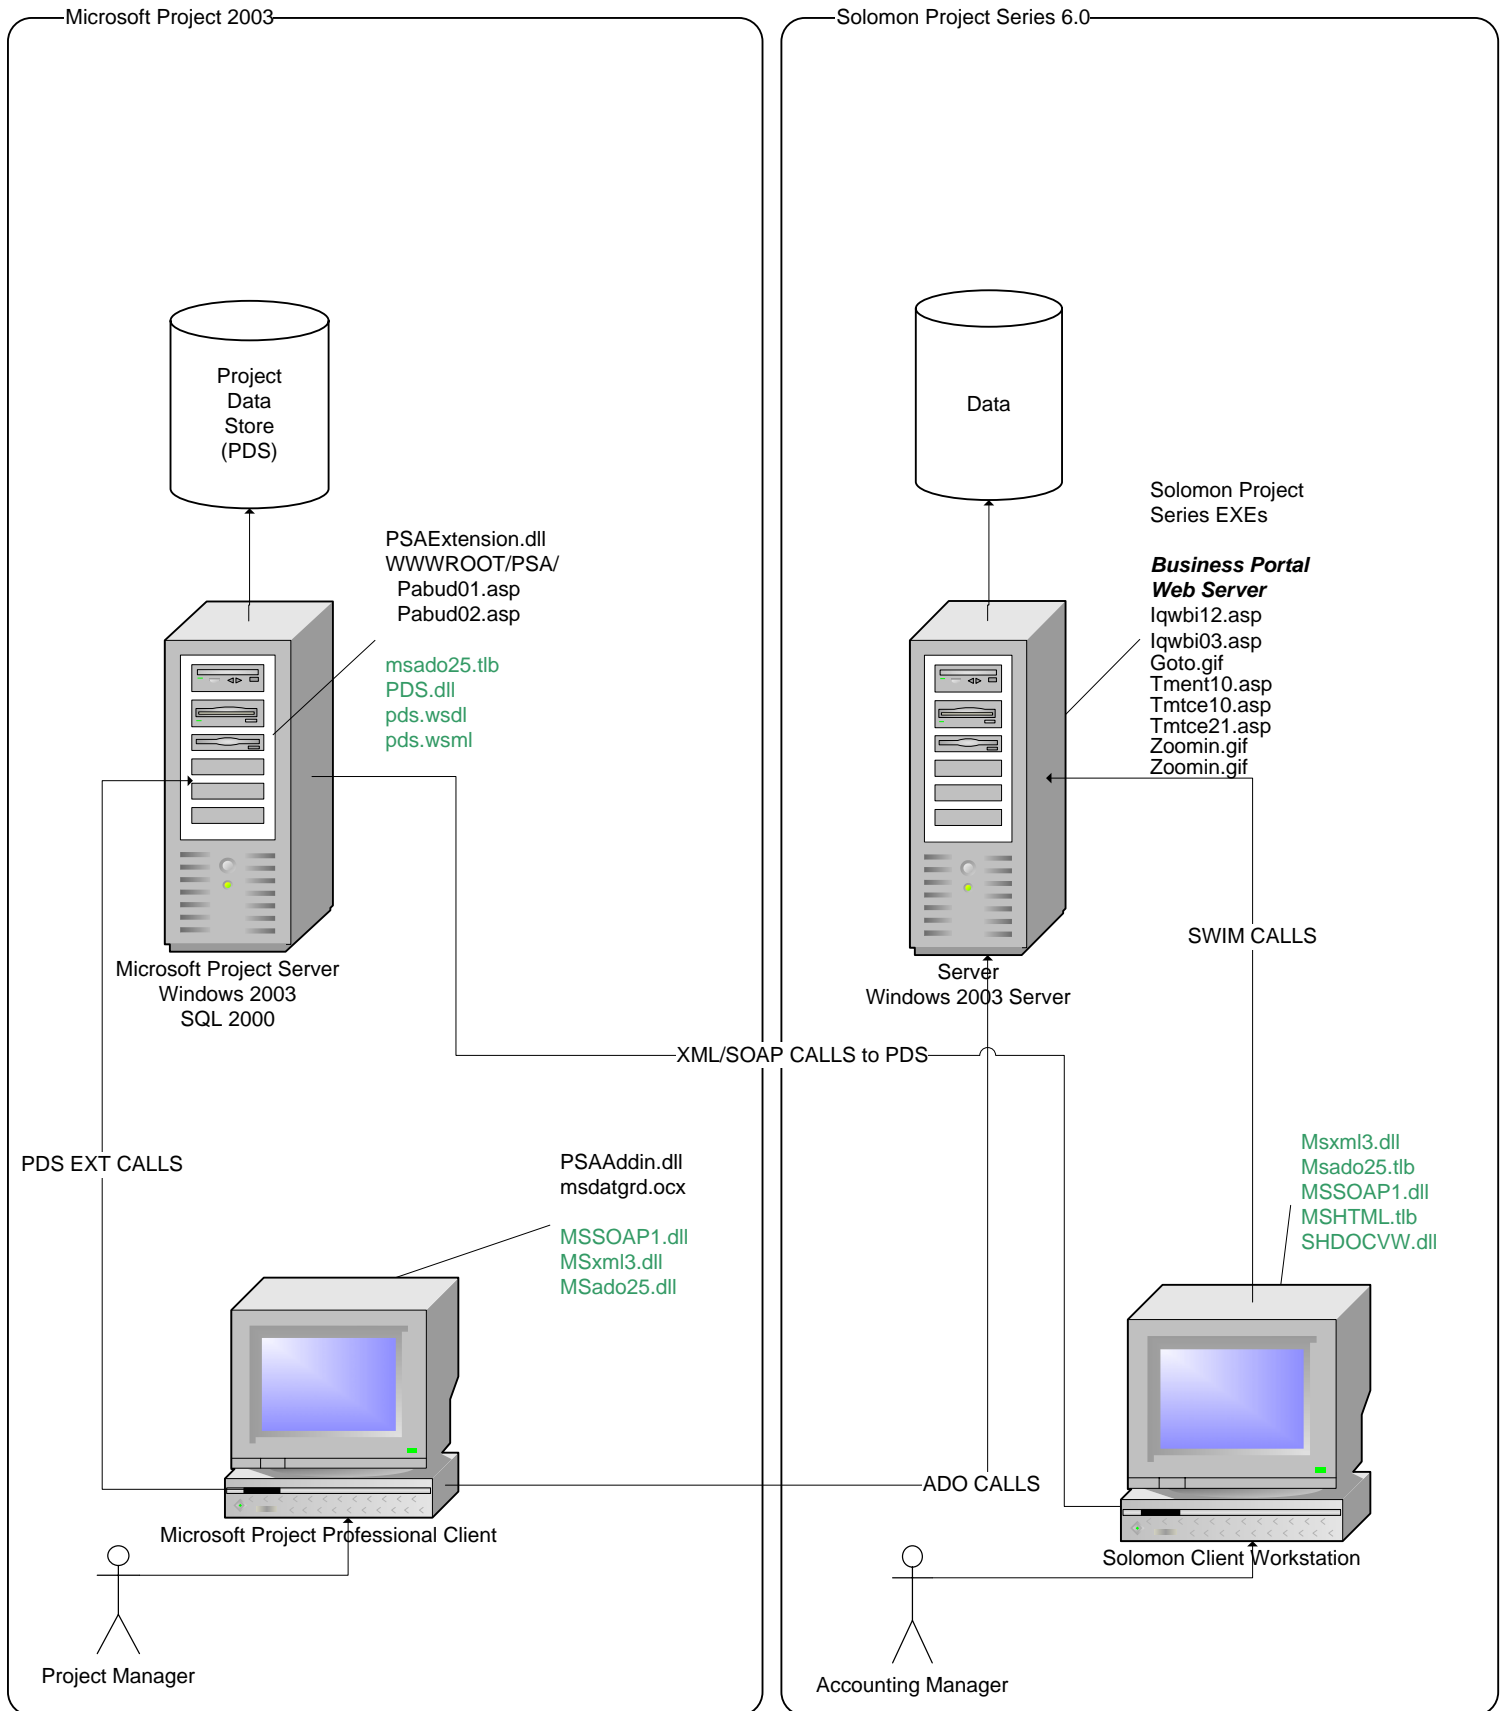 Microsoft Project 2003
Solomon Project Series 6.0
Project
Data
Store
(PDS)
Data
PSAExtension.dll
WWWROOT/PSA/
Pabud01.asp
Pabud02.asp
msado25.tlb
PDS.dll
pds.wsdl
pds.wsml
Solomon Project
Series EXEs
Business Portal
Web Server
Iqwbi12.asp
Iqwbi03.asp
Goto.gif
Tment10.asp
Tmtce10.asp
Tmtce21.asp
Zoomin.gif
Zoomin.gif
Microsoft Project Server
Windows 2003
SQL 2000
Server
Windows 2003 Server
SWIM CALLS
XML/SOAP CALLS to PDS
PDS EXT CALLS
PSAAddin.dll
msdatgrd.ocx
MSSOAP1.dll
MSxml3.dll
MSado25.dll
Msxml3.dll
Msado25.tlb
MSSOAP1.dll
MSHTML.tlb
SHDOCVW.dll
ADO CALLS
Microsoft Project Professional Client
Solomon Client Workstation
Project Manager
Accounting Manager